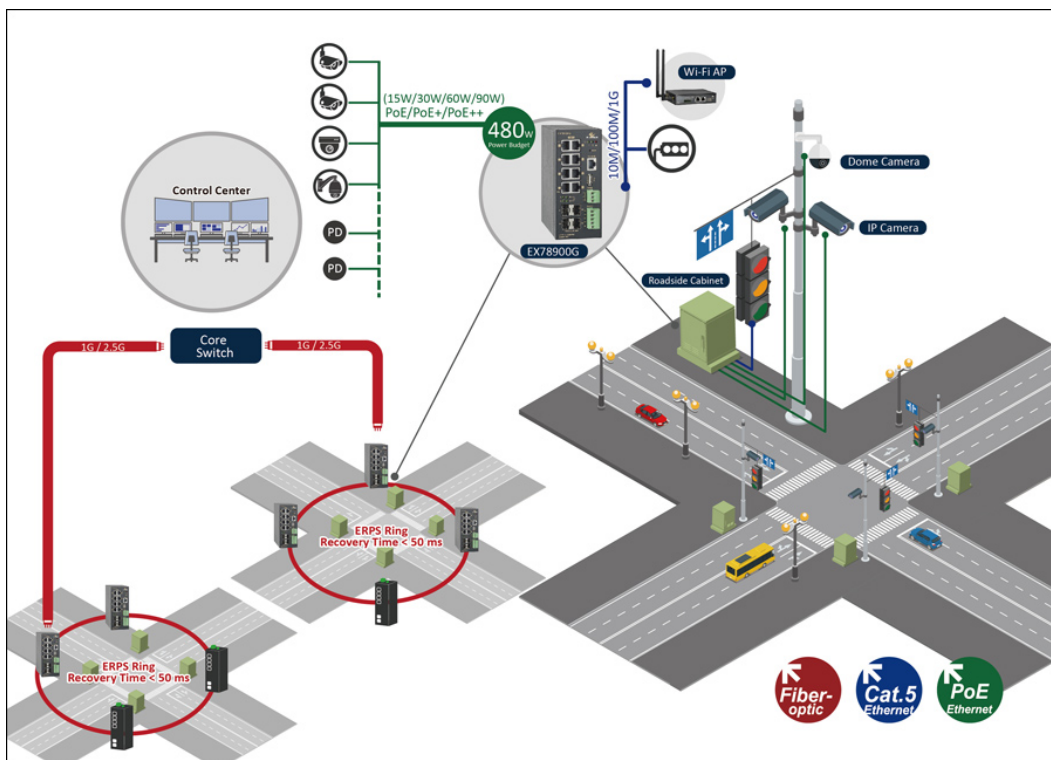 (15W/30W/60W/90W)
PoE/PoE+/PoE++
480W
Power Budget
10M/100M/1G
Wi-Fi AP
Dome Camera
IP Camera
Control Center
PD
PD
EX78900G
Roadside Cabinet
1G / 2.5G
Core
Switch
1G / 2.5G
ERPS Ring
Recovery Time < 50 ms
ERPS Ring
Recovery Time < 50 ms
Fiber-
optic
Cat.5
Ethernet
PoE
Ethernet